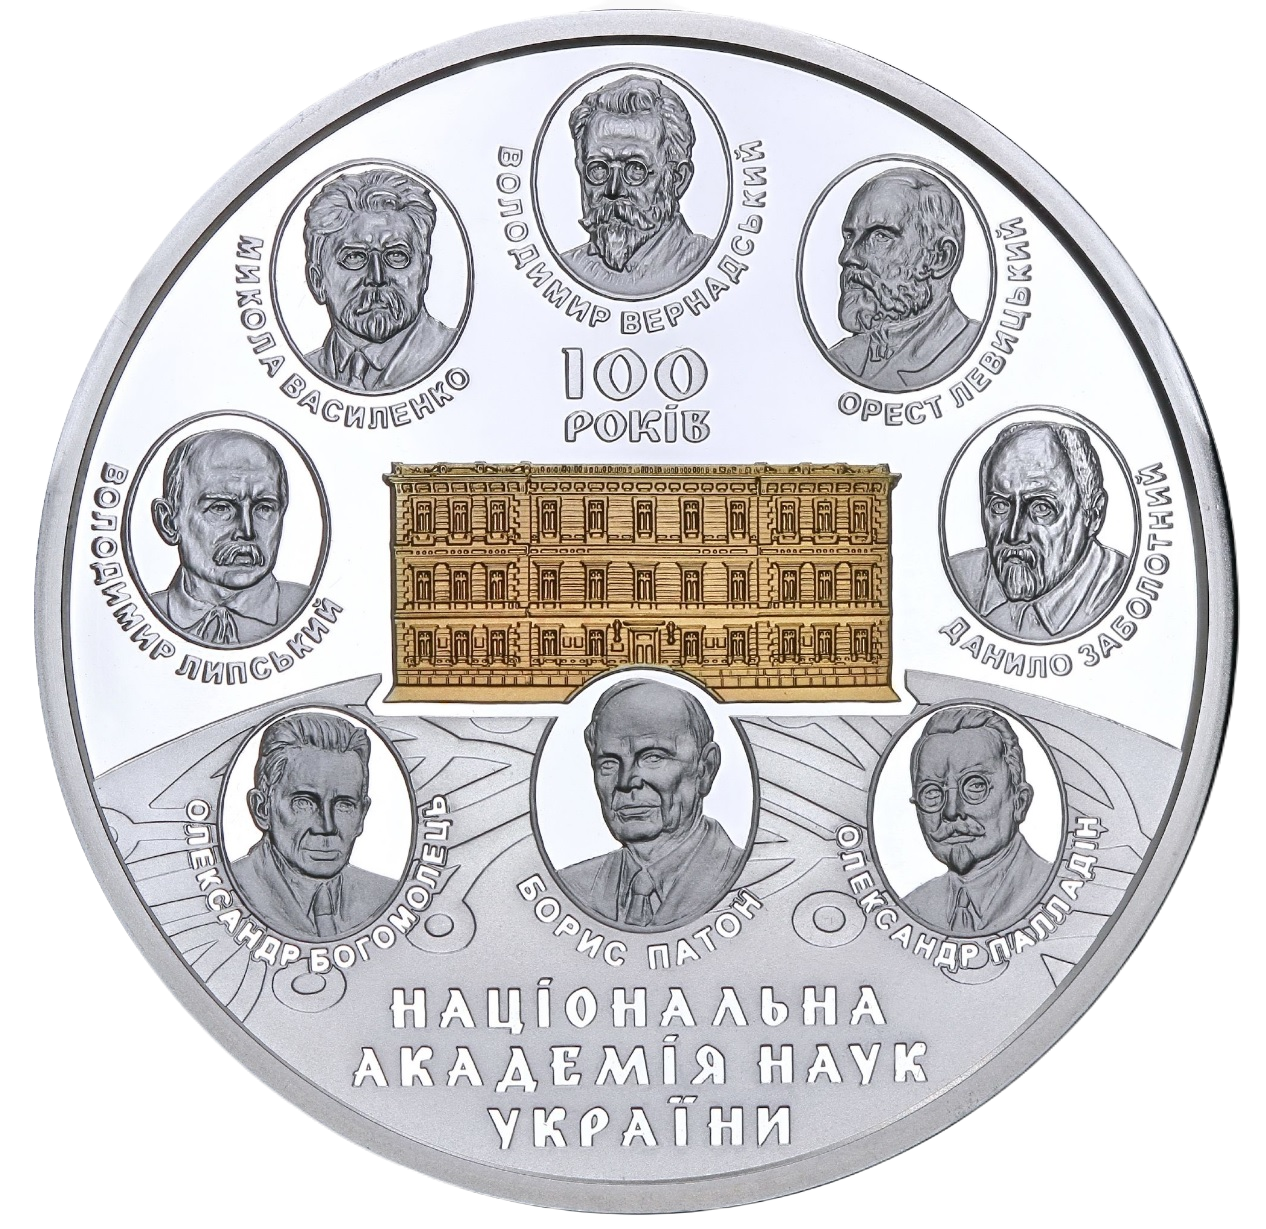 ВОЛОДИМИР ВЕРНАДСЬКИЙ
МИКОЛА ВАСИЛЕНКО
ОРЕСТ ЛЕВИЦЬКИЙ
100
РОКІВ
ВОЛОДИМИР ЛИПСЬКИЙ
ДАНИЛО ЗАБОЛОТНИЙ
ОЛЕКСАНДР БОГОМОЛЕЦЬ
БОРИС ПАТОН
ОЛЕКСАНДР ПАЛЛАДІН
НАЦІОНАЛЬНА
АКАДЕМІЯ НАУК
УКРАЇНИ